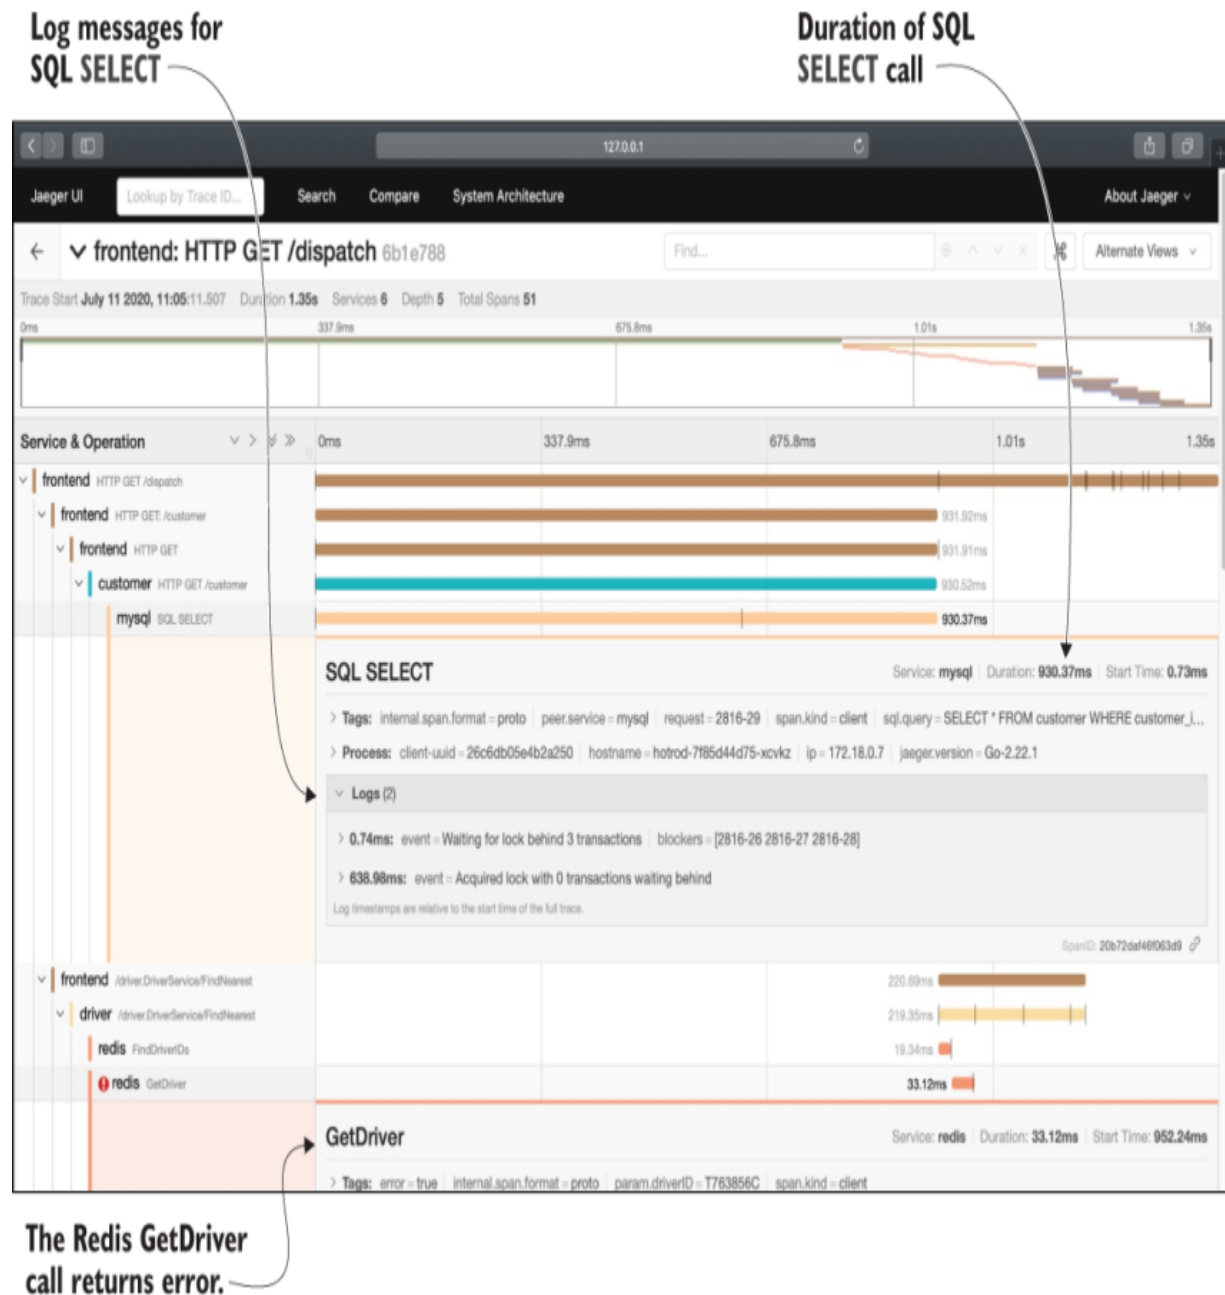 Log messages for
SQL SELECT
Duration of SQL
SELECT call
127.0.0.1
Jaeger UI Lookup by Trace ID... Search Compare System Architecture About Jaeger
frontend: HTTP GET /dispatch 6b1e788 Find... Alternate Views
Trace Start July 11 2020, 11:05:11.507 Duration 1.35s Services 6 Depth 5 Total Spans 51
0ms 337.9ms 675.8ms 1.01s 1.35s
Service & Operation 0ms 337.9ms 675.8ms 1.01s 1.35s
frontend HTTP GET /dispatch
frontend HTTP GET: /customer 931.92ms
frontend HTTP GET 931.91ms
customer HTTP GET /customer 930.52ms
mysql SQL SELECT 930.37ms
SQL SELECT Service: mysql Duration: 930.37ms Start Time: 0.73ms
> Tags: internal.span.format = proto peer.service = mysql request = 2816-29 span.kind = client sql.query = SELECT * FROM customer WHERE customer_i...
> Process: client-uuid = 26c6db05e4b2a250 hostname = hotrod-7f85d44d75-xcvkz ip = 172.18.0.7 jaeger.version = Go-2.22.1
Logs (2)
> 0.74ms: event = Waiting for lock behind 3 transactions blockers = [2816-26 2816-27 2816-28]
> 638.98ms: event = Acquired lock with 0 transactions waiting behind
Log timestamps are relative to the start time of the full trace.
SpanID: 20b72daf46f063d9
frontend /driver.DriverService/FindNearest 220.69ms
driver /driver.DriverService/FindNearest 219.35ms
redis FindDriverIDs 19.34ms
redis GetDriver 33.12ms
GetDriver Service: redis Duration: 33.12ms Start Time: 952.24ms
> Tags: error = true internal.span.format = proto param.driverID = T763856C span.kind = client
The Redis GetDriver
call returns error.